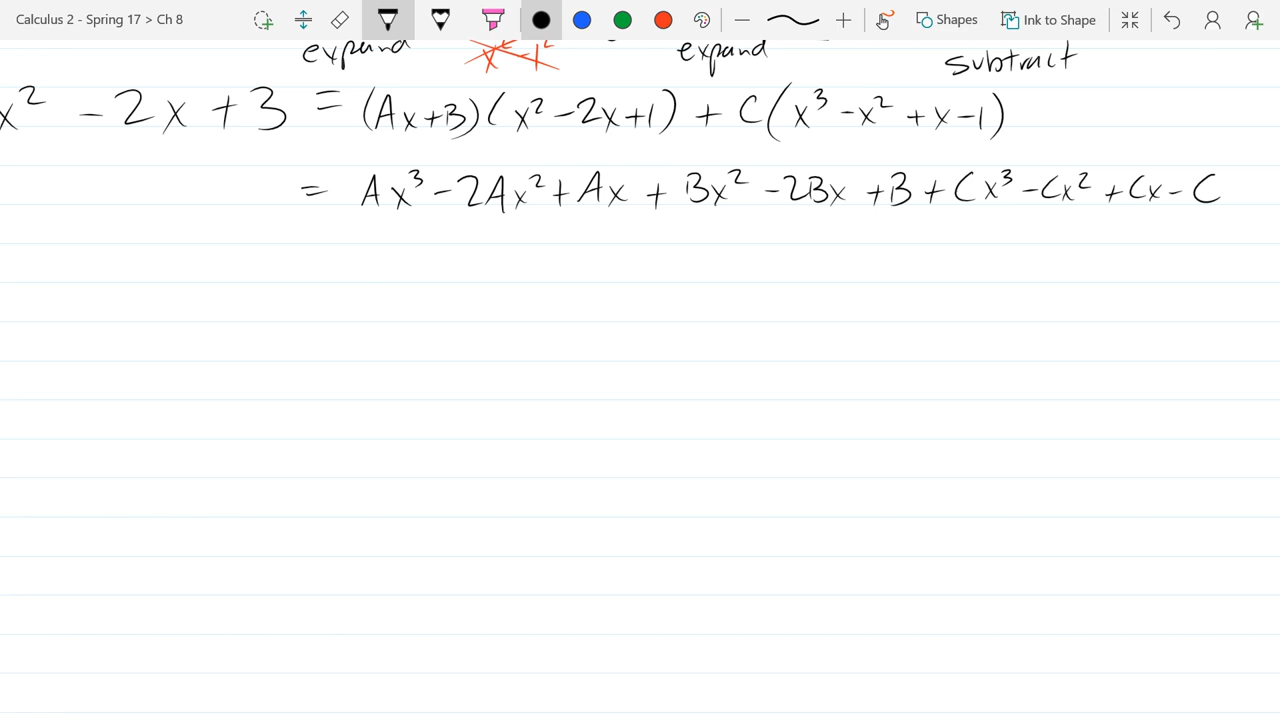 Calculus 2 - Spring 17 > Ch 8 Shapes Ink to Shape
expand expand subtract
x² - 2x + 3 = (Ax+B)(x² - 2x+1) + C(x³ - x² + x - 1)
= Ax³ - 2Ax² + Ax + Bx² - 2Bx + B + Cx³ - Cx² + Cx - C